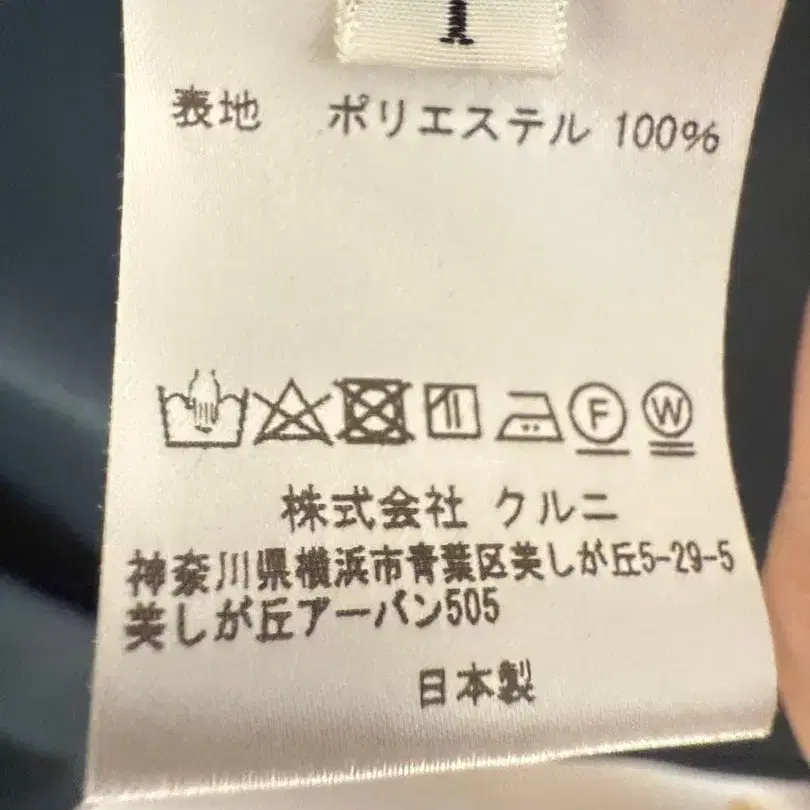 1
表地 ポリエステル 100%
F W
株式会社 クルニ
神奈川県横浜市青葉区美しが丘5-29-5
美しが丘アーバン505
日本製